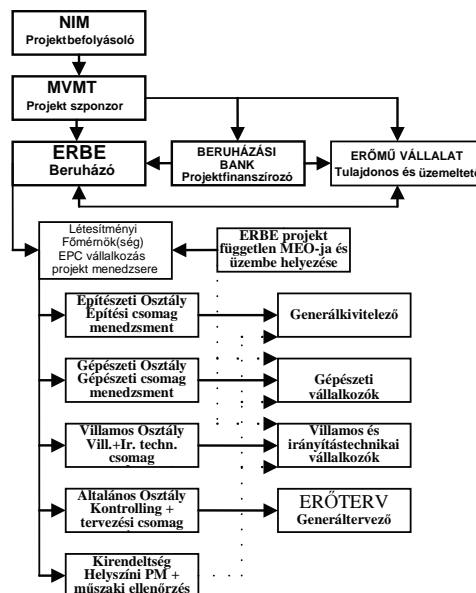 NIM
Projektbefolyásoló
MVMT
Projekt szponzor
ERBE
Beruházó
BERUHÁZÁSI
BANK
Projektfinanszírozó
ERŐMŰ VÁLLALAT
Tulajdonos és üzemeltető
Létesítményi
Főmérnök(ség)
EPC vállalkozás
projekt menedzsere
ERBE projekt
független MEO-ja és
üzembe helyezése
Építészeti Osztály
Építési csomag
menedzsment
Generálkivitelező
Gépészeti Osztály
Gépészeti csomag
menedzsment
Gépészeti
vállalkozók
Villamos Osztály
Vill.+Ir. techn.
csomag
Villamos és
irányítástechnikai
vállalkozók
Általános Osztály
Kontrolling +
tervezési csomag
ERŐTERV
Generáltervező
Kirendeltség
Helyszíni PM +
műszaki ellenőrzés